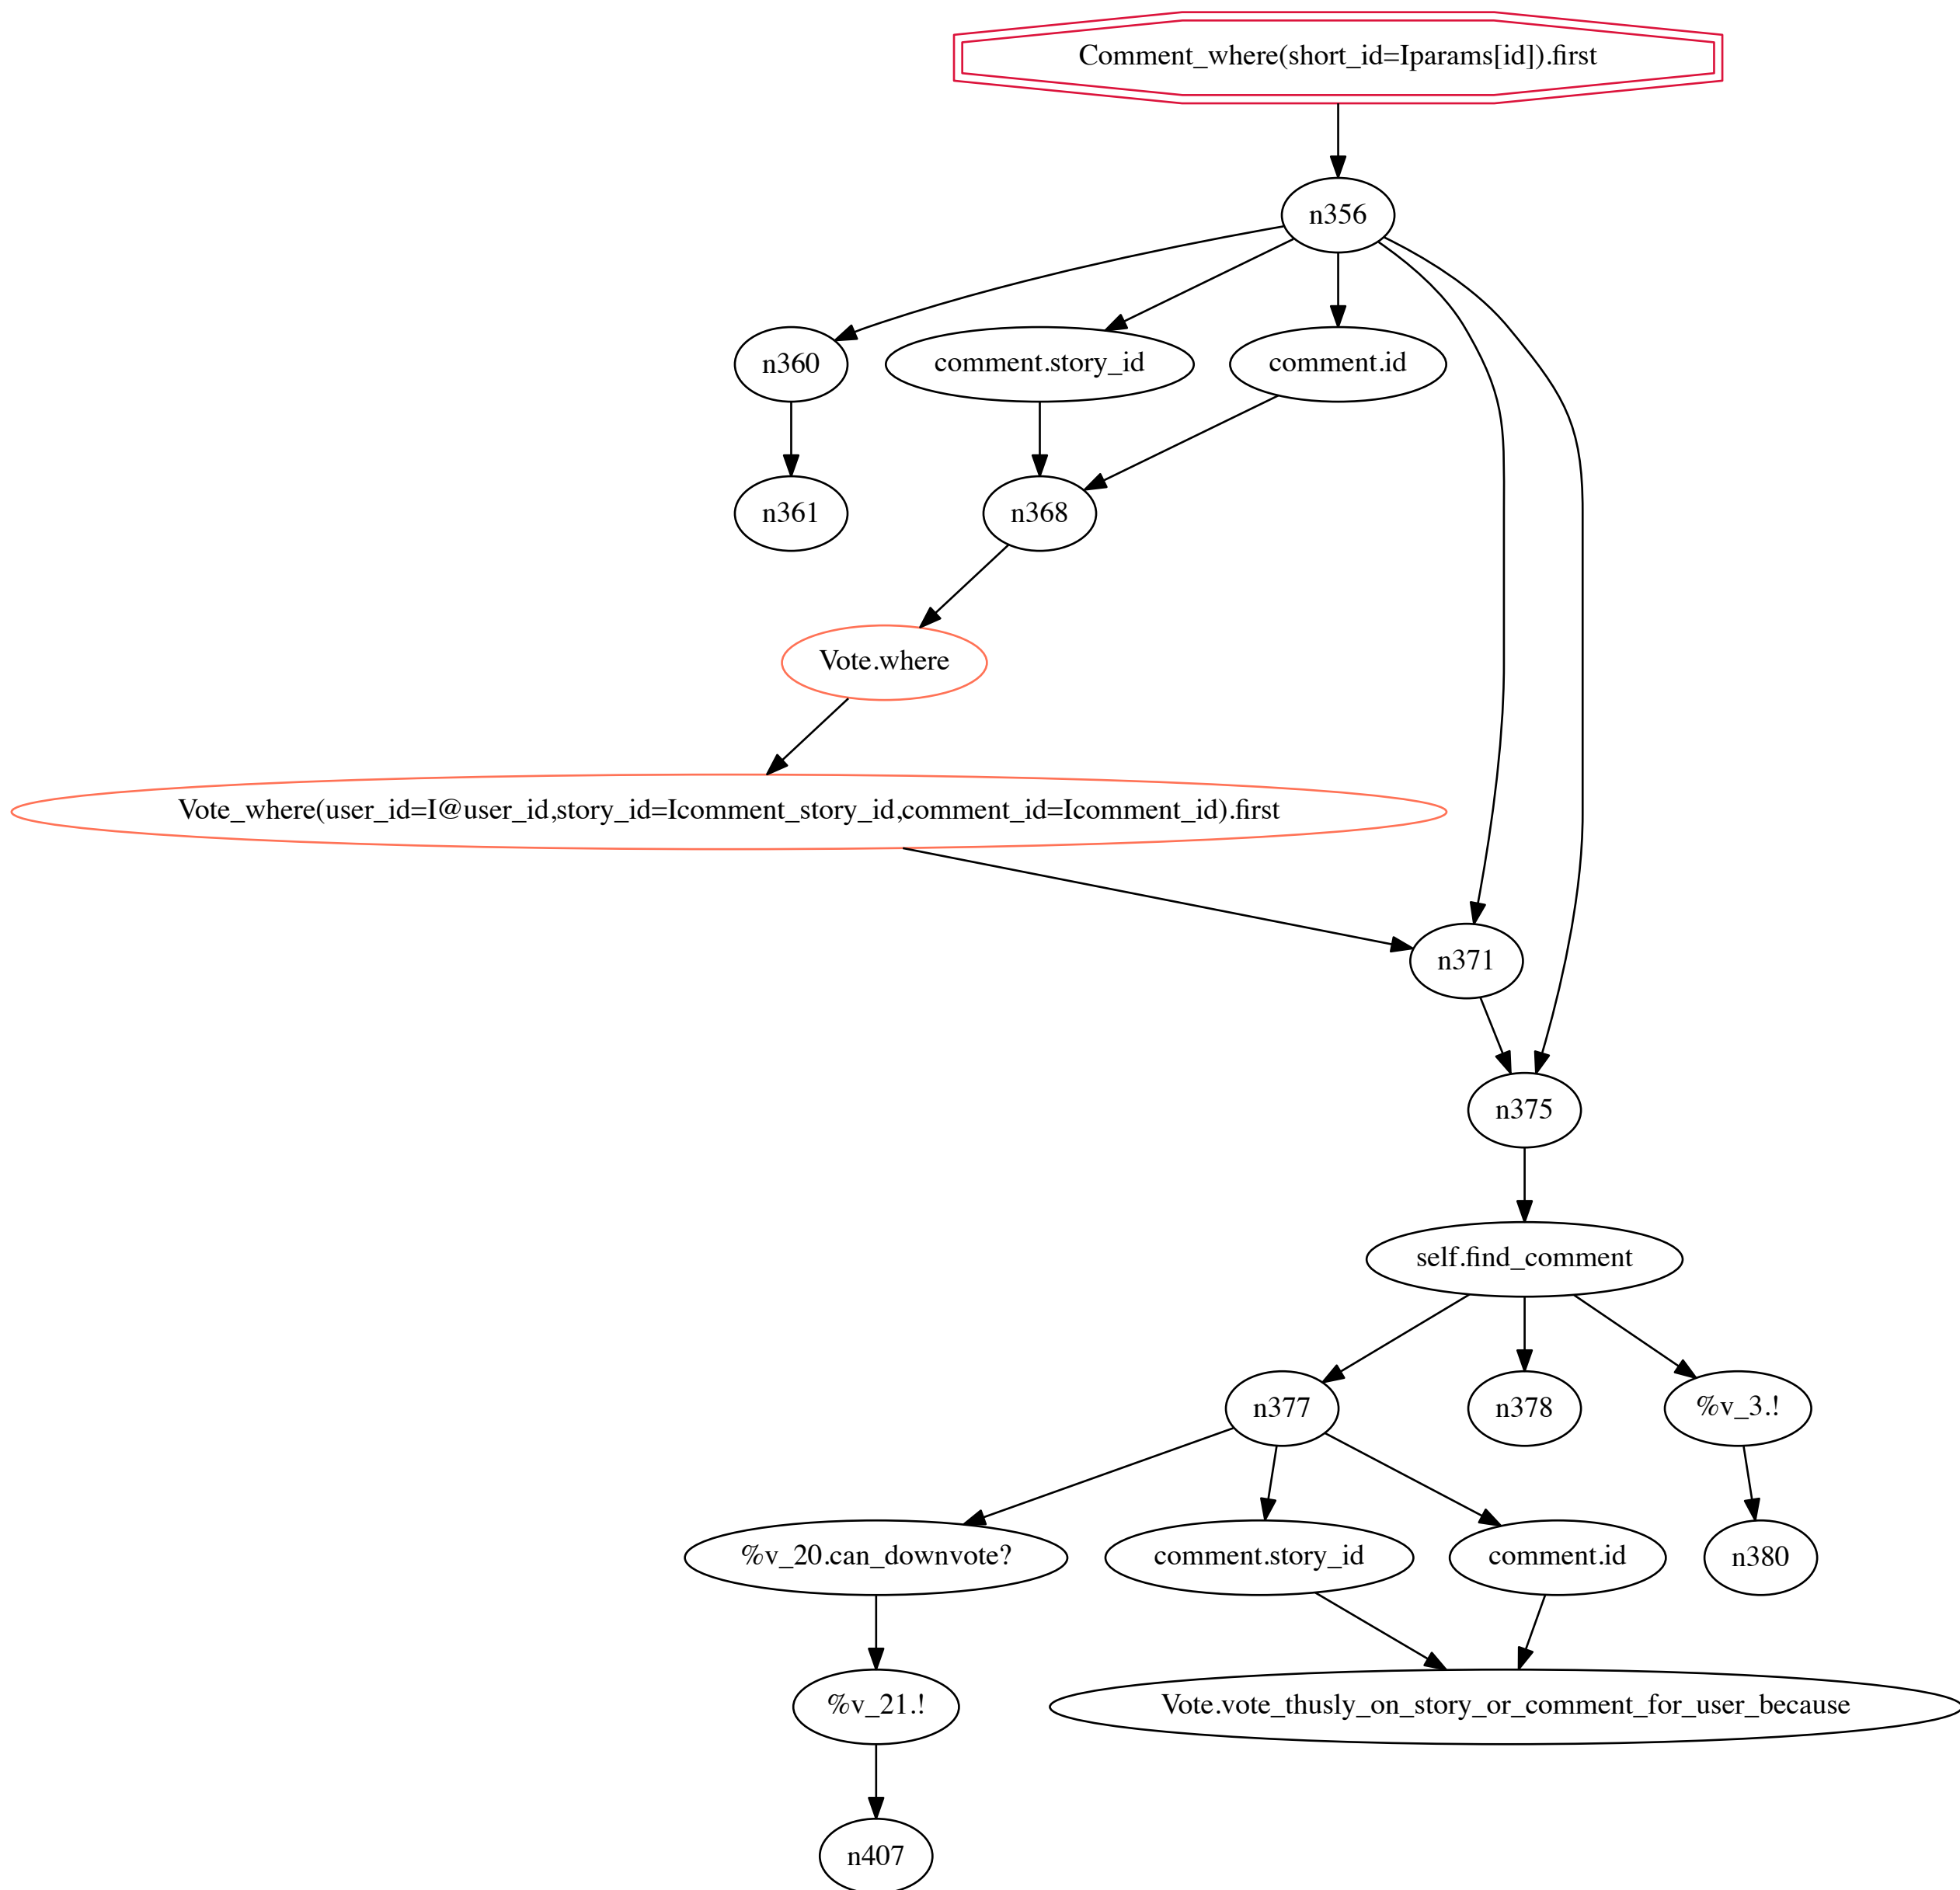 Comment_where(short_id=Iparams[id]).first
n356
n360
comment.story_id
comment.id
n361
n368
Vote.where
Vote_where(user_id=I@user_id,story_id=Icomment_story_id,comment_id=Icomment_id).first
n371
n375
self.find_comment
n377
n378
%v_3.!
%v_20.can_downvote?
comment.story_id
comment.id
n380
%v_21.!
Vote.vote_thusly_on_story_or_comment_for_user_because
n407